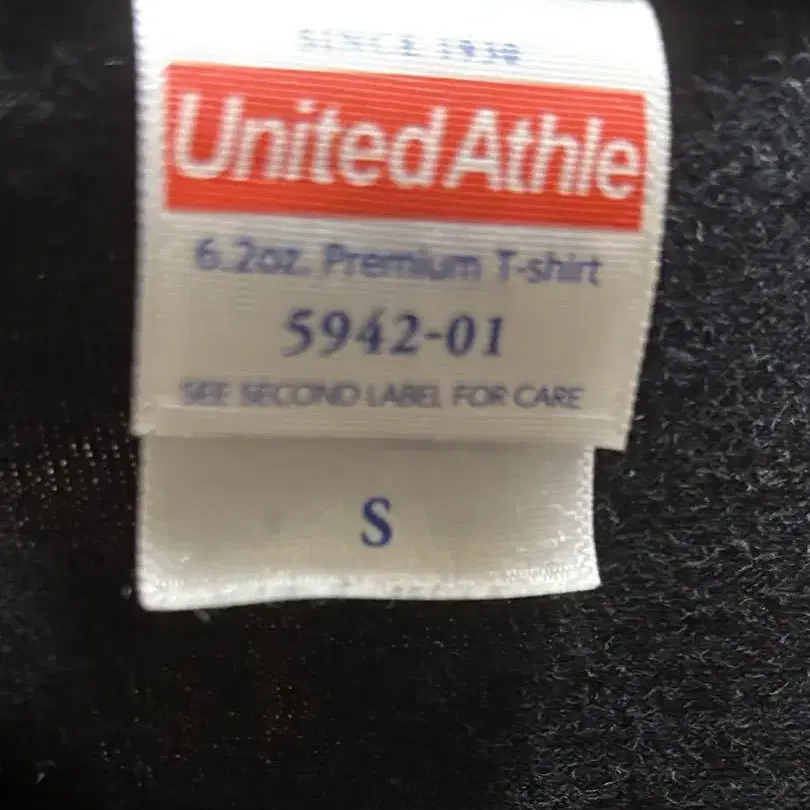 SINCE 1930
United Athle
6.2oz. Premium T-shirt
5942-01
SEE SECOND LABEL FOR CARE
S